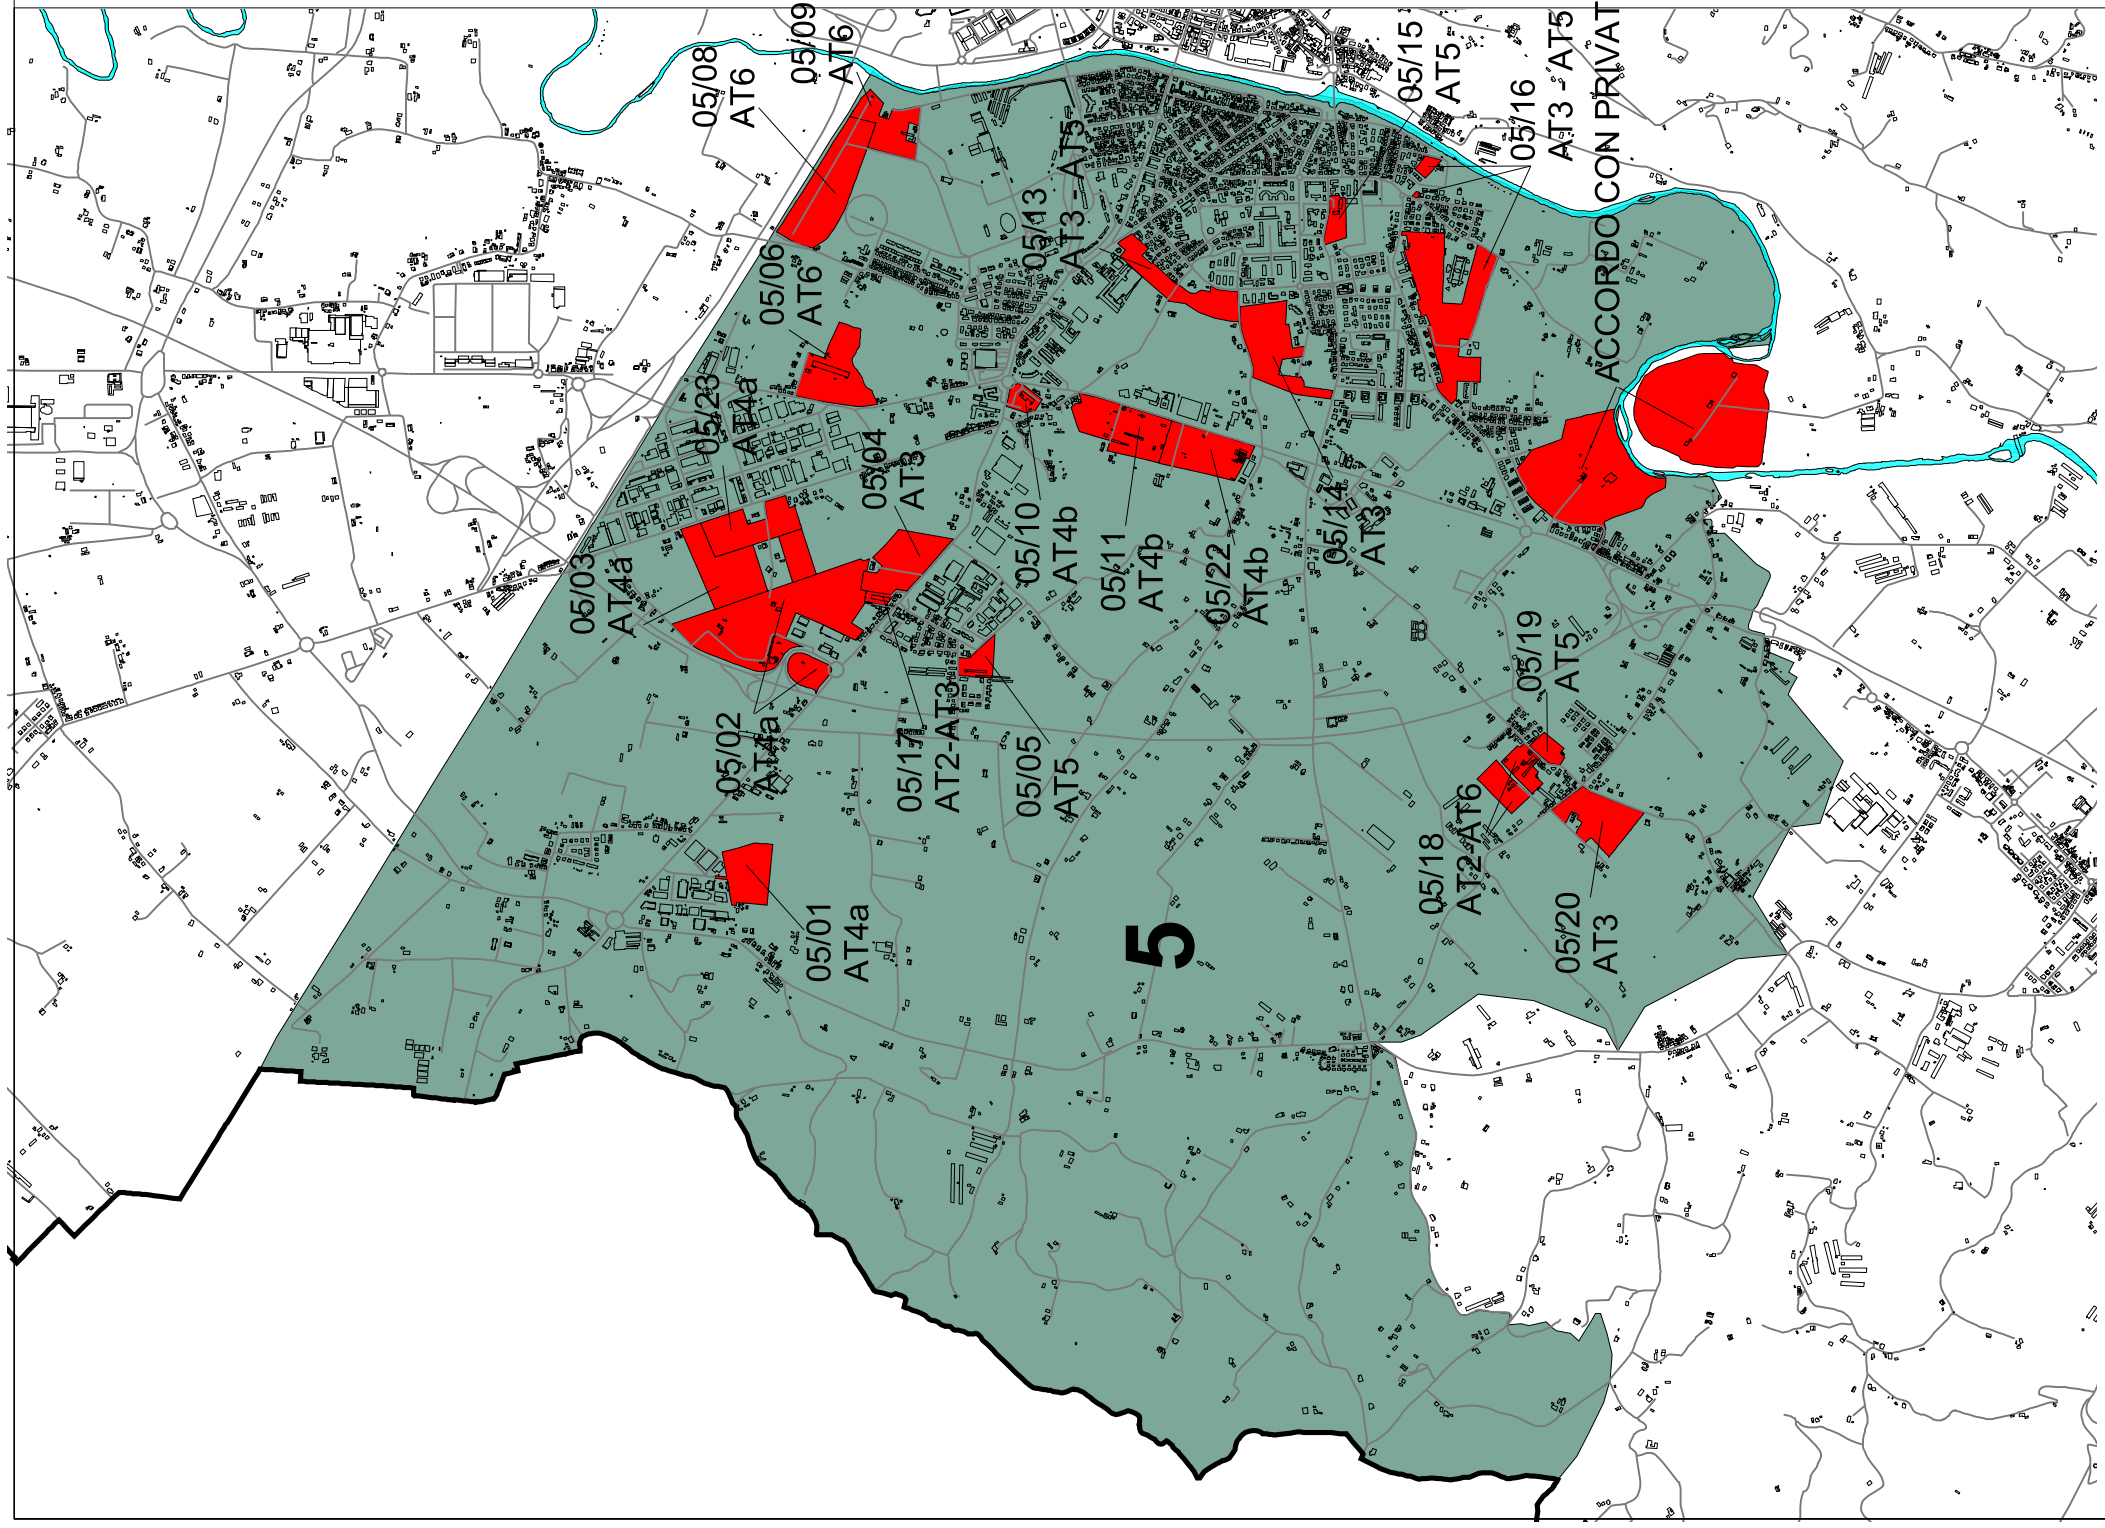 05/08
AT6
05/09
AT6
05/15
AT5
05/16
AT3 - AT5
ACCORDO CON PRIVAT
05/06
AT6
05/13
AT3 - AT5
05/23
AT4a
05/04
AT3
05/03
AT4a
05/10
AT4b
05/11
AT4b
05/22
AT4b
05/14
AT3
05/02
AT4a
05/17
AT2-AT3
05/05
AT5
05/19
AT5
05/18
AT2-AT6
05/01
AT4a
05/20
AT3
5